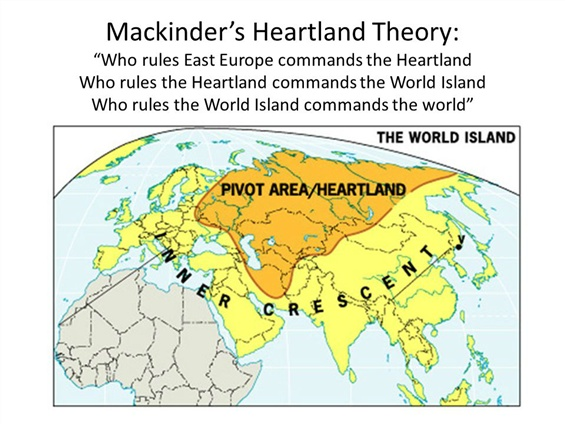 Mackinder’s Heartland Theory:
“Who rules East Europe commands the Heartland
Who rules the Heartland commands the World Island
Who rules the World Island commands the world”
THE WORLD ISLAND
PIVOT AREA/HEARTLAND
INNER CRESCENT